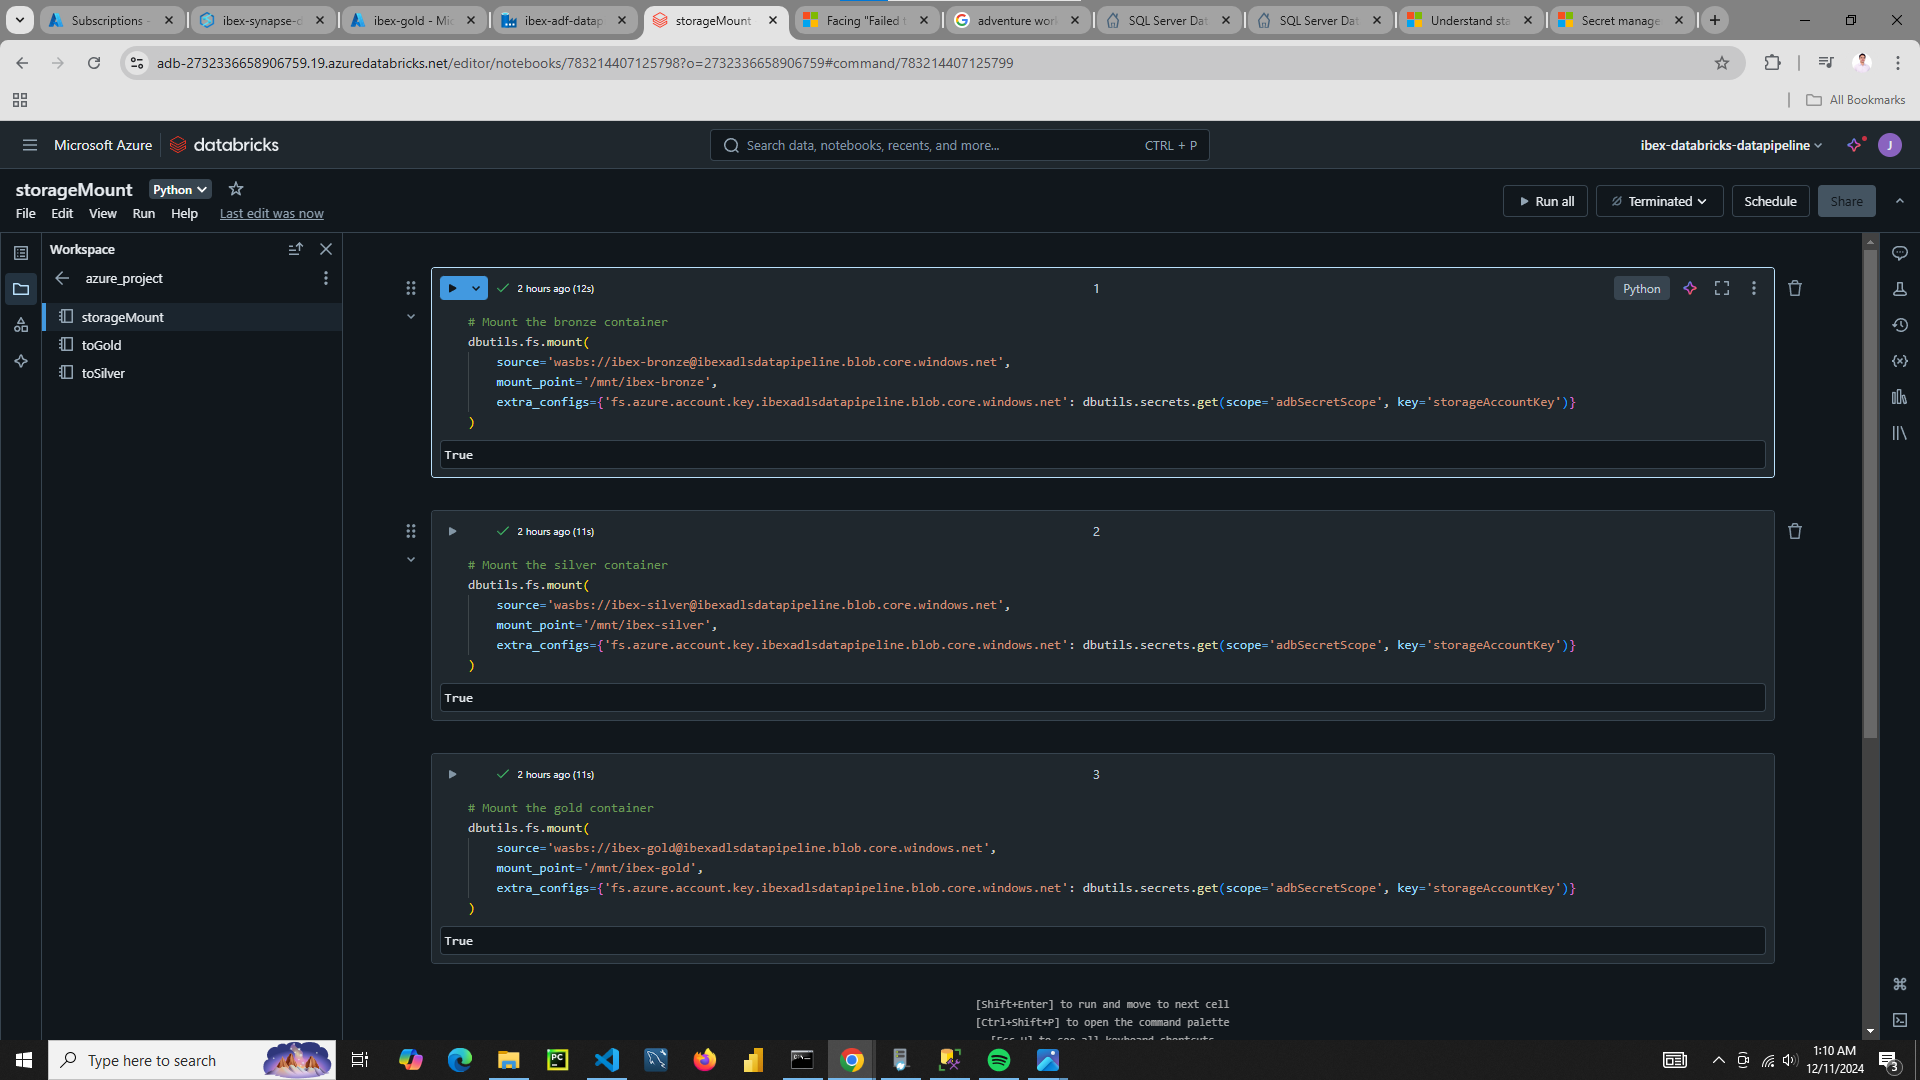 Subscriptions -
ibex-synapse-d
ibex-gold - Mic
ibex-adf-datap
storageMount
Facing "Failed t
adventure wor
SQL Server Dat
SQL Server Dat
Understand sta
Secret manage
adb-2732336658906759.19.azuredatabricks.net/editor/notebooks/783214407125798?o=2732336658906759#command/783214407125799
All Bookmarks
Microsoft Azure
databricks
Search data, notebooks, recents, and more...
CTRL + P
ibex-databricks-datapipeline
J
storageMount
Python
File
Edit
View
Run
Help
Last edit was now
Run all
Terminated
Schedule
Share
Workspace
azure_project
storageMount
toGold
toSilver
2 hours ago (12s)
1
Python
# Mount the bronze container
dbutils.fs.mount(
source='wasbs://ibex-bronze@ibexadlsdatapipeline.blob.core.windows.net',
mount_point='/mnt/ibex-bronze',
extra_configs={'fs.azure.account.key.ibexadlsdatapipeline.blob.core.windows.net': dbutils.secrets.get(scope='adbSecretScope', key='storageAccountKey')}
)
True
2 hours ago (11s)
2
# Mount the silver container
dbutils.fs.mount(
source='wasbs://ibex-silver@ibexadlsdatapipeline.blob.core.windows.net',
mount_point='/mnt/ibex-silver',
extra_configs={'fs.azure.account.key.ibexadlsdatapipeline.blob.core.windows.net': dbutils.secrets.get(scope='adbSecretScope', key='storageAccountKey')}
)
True
2 hours ago (11s)
3
# Mount the gold container
dbutils.fs.mount(
source='wasbs://ibex-gold@ibexadlsdatapipeline.blob.core.windows.net',
mount_point='/mnt/ibex-gold',
extra_configs={'fs.azure.account.key.ibexadlsdatapipeline.blob.core.windows.net': dbutils.secrets.get(scope='adbSecretScope', key='storageAccountKey')}
)
True
[Shift+Enter] to run and move to next cell
[Ctrl+Shift+P] to open the command palette
Type here to search
1:10 AM
12/11/2024
3